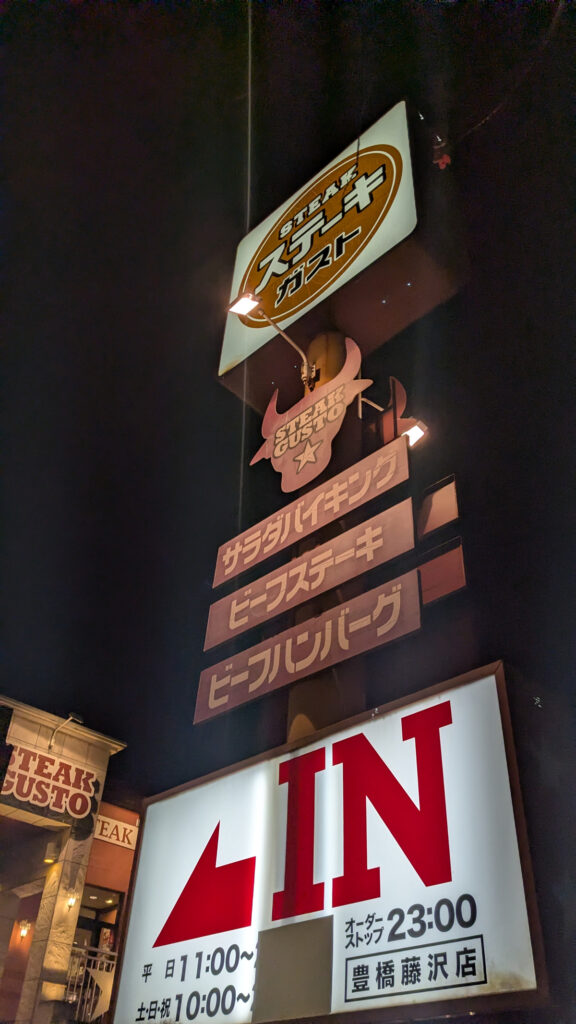 STEAK
ステーキ
ガスト
STEAK
GUSTO
サラダバイキング
ビーフステーキ
ビーフハンバーグ
IN
平 日 11:00~
土・日・祝 10:00~
オーダー
ストップ 23:00
豊橋藤沢店
STEAK
GUSTO
EAK